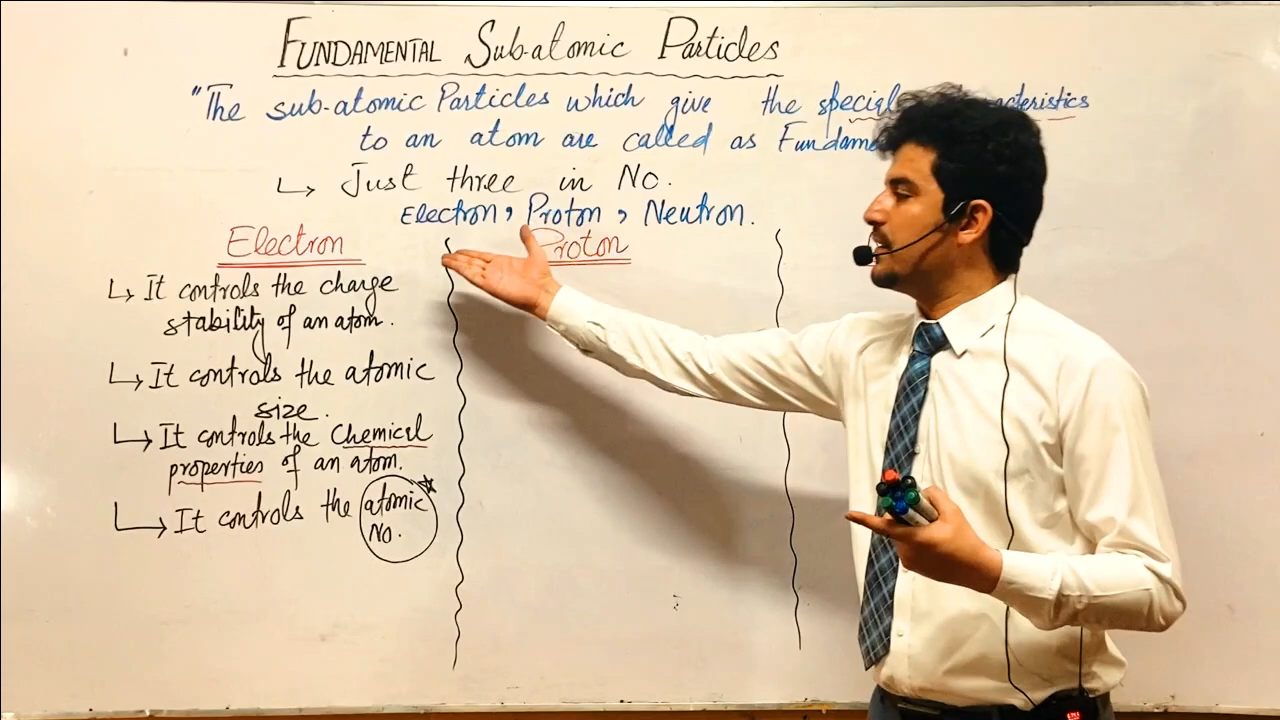 FUNDAMENTAL Sub-atomic Particles
"The sub-atomic Particles which give the special
to an atom are called as
↳ Just three in No.
Electron, Proton, Neutron.
Electron
Proton
↳ It controls the charge
stability of an atom.
↳ It controls the atomic
size.
↳ It controls the Chemical
properties of an atom.
↳ It controls the atomic
No.